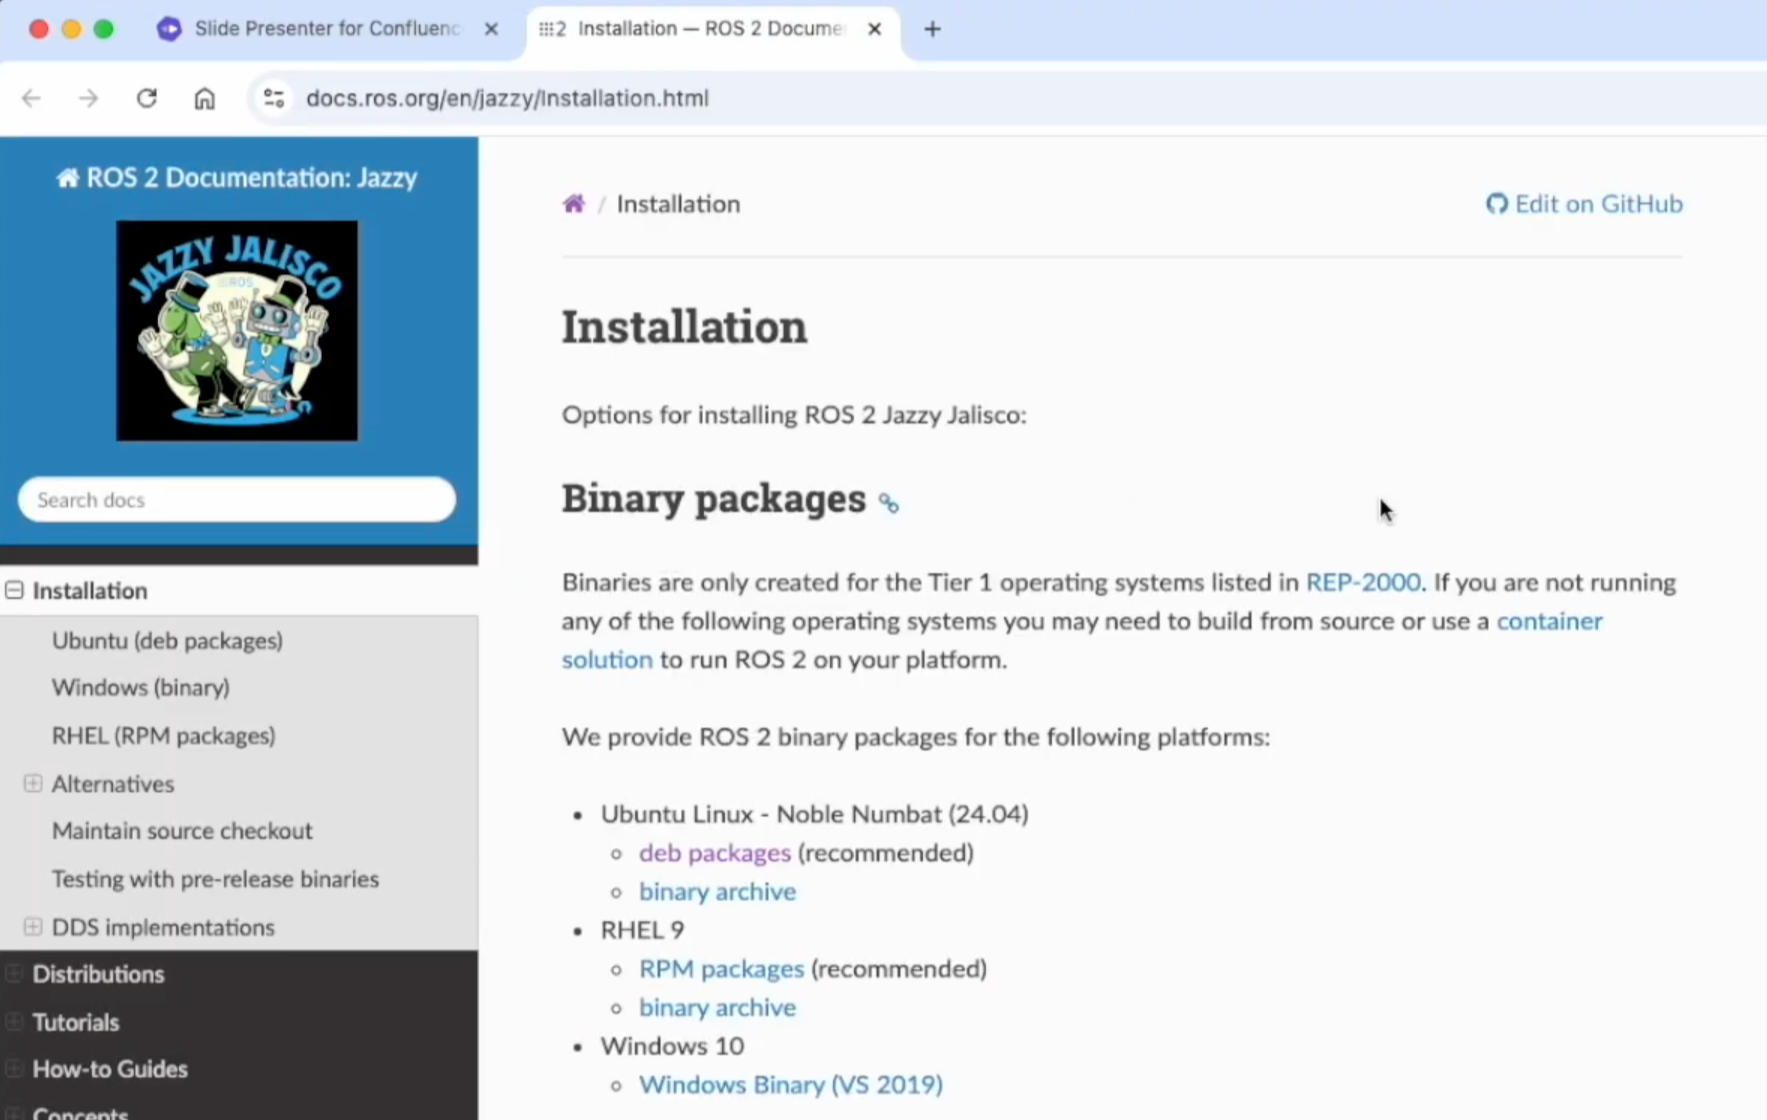 Slide Presenter for Confluenc
Installation — ROS 2 Docume
docs.ros.org/en/jazzy/Installation.html
ROS 2 Documentation: Jazzy
JAZZY JALISCO
ROS
Search docs
Installation
Ubuntu (deb packages)
Windows (binary)
RHEL (RPM packages)
Alternatives
Maintain source checkout
Testing with pre-release binaries
DDS implementations
Distributions
Tutorials
How-to Guides
Concepts
/ Installation
Edit on GitHub
Installation
Options for installing ROS 2 Jazzy Jalisco:
Binary packages
Binaries are only created for the Tier 1 operating systems listed in REP-2000. If you are not running
any of the following operating systems you may need to build from source or use a container
solution to run ROS 2 on your platform.
We provide ROS 2 binary packages for the following platforms:
• Ubuntu Linux - Noble Numbat (24.04)
◦ deb packages (recommended)
◦ binary archive
• RHEL 9
◦ RPM packages (recommended)
◦ binary archive
• Windows 10
◦ Windows Binary (VS 2019)